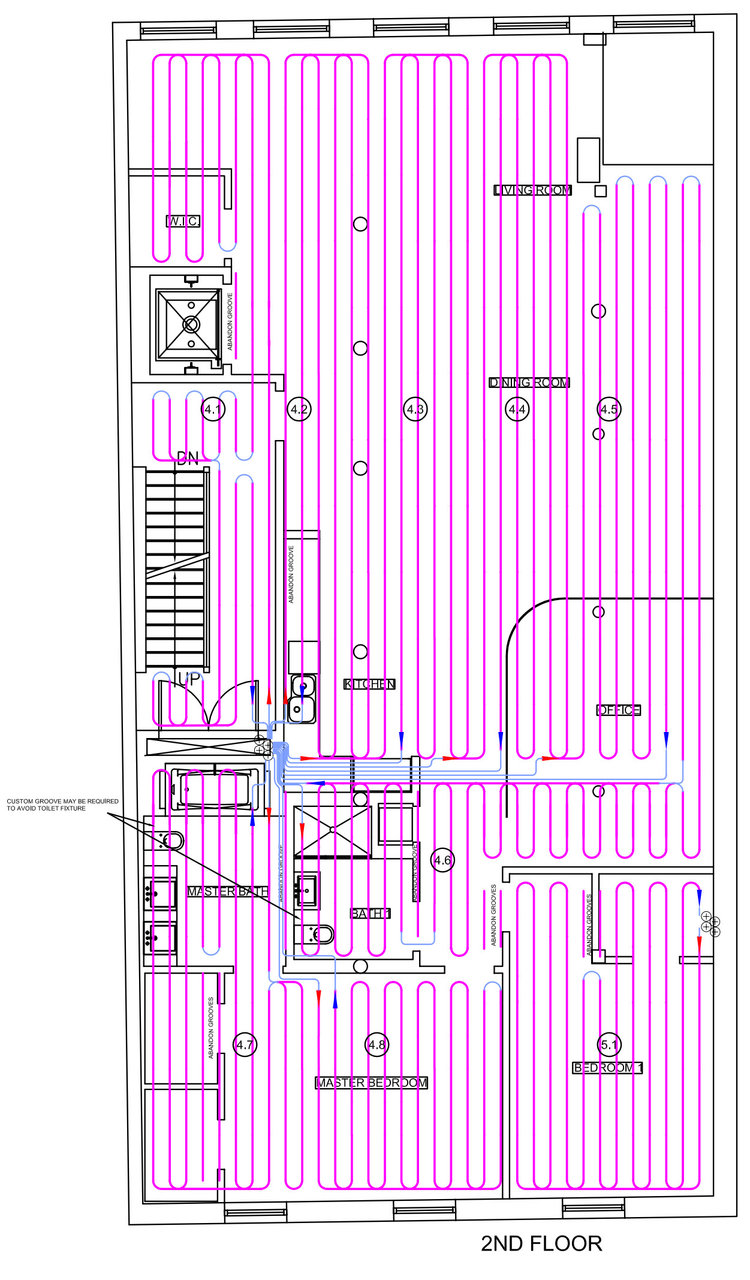 LIVING ROOM
W.I.C.
ABANDON GROOVE
DINING ROOM
4.1
4.2
4.3
4.4
4.5
DN
ABANDON GROOVE
UP
KITCHEN
OFFICE
CUSTOM GROOVE MAY BE REQUIRED
TO AVOID TOILET FIXTURE
4.6
ABANDON GROOVE
ABANDON GROOVE
MASTER BATH
BATH 1
ABANDON GROOVES
ABANDON GROOVES
ABANDON GROOVES
4.7
4.8
5.1
BEDROOM 1
MASTER BEDROOM
2ND FLOOR